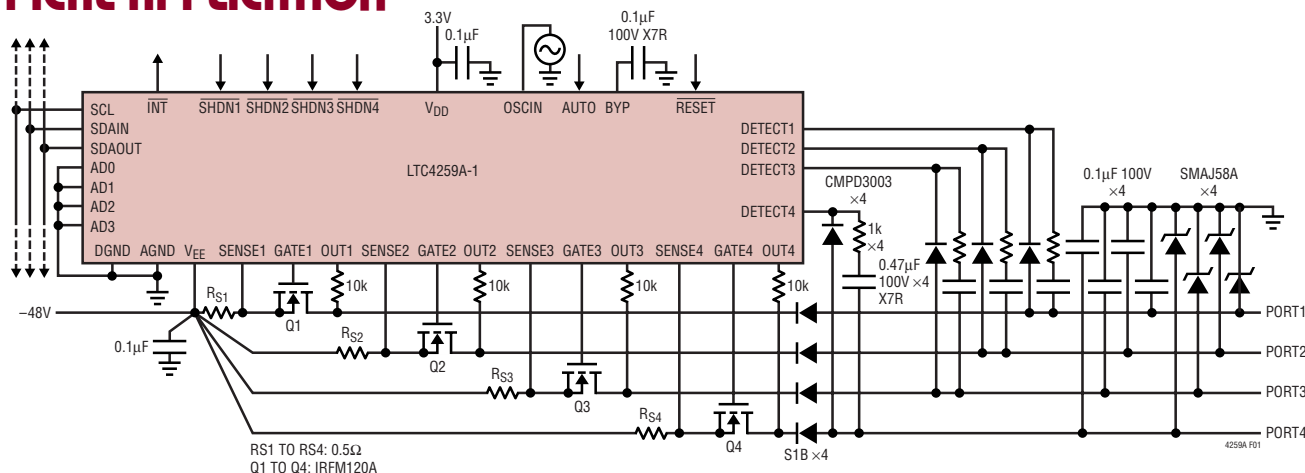 3.3V
0.1µF
0.1µF
100V X7R
SCL
SDAIN
SDAOUT
AD0
AD1
AD2
AD3
INT
SHDN1
SHDN2
SHDN3
SHDN4
VDD
OSCIN
AUTO
BYP
RESET
LTC4259A-1
DETECT1
DETECT2
DETECT3
DETECT4
DGND
AGND
VEE
SENSE1
GATE1
OUT1
SENSE2
GATE2
OUT2
SENSE3
GATE3
OUT3
SENSE4
GATE4
OUT4
CMPD3003
×4
1k
×4
0.47µF
100V ×4
X7R
0.1µF 100V
×4
SMAJ58A
×4
10k
10k
10k
10k
–48V
0.1µF
RS1
Q1
RS2
Q2
RS3
Q3
RS4
Q4
S1B ×4
PORT1
PORT2
PORT3
PORT4
RS1 TO RS4: 0.5Ω
Q1 TO Q4: IRFM120A
4259A F01